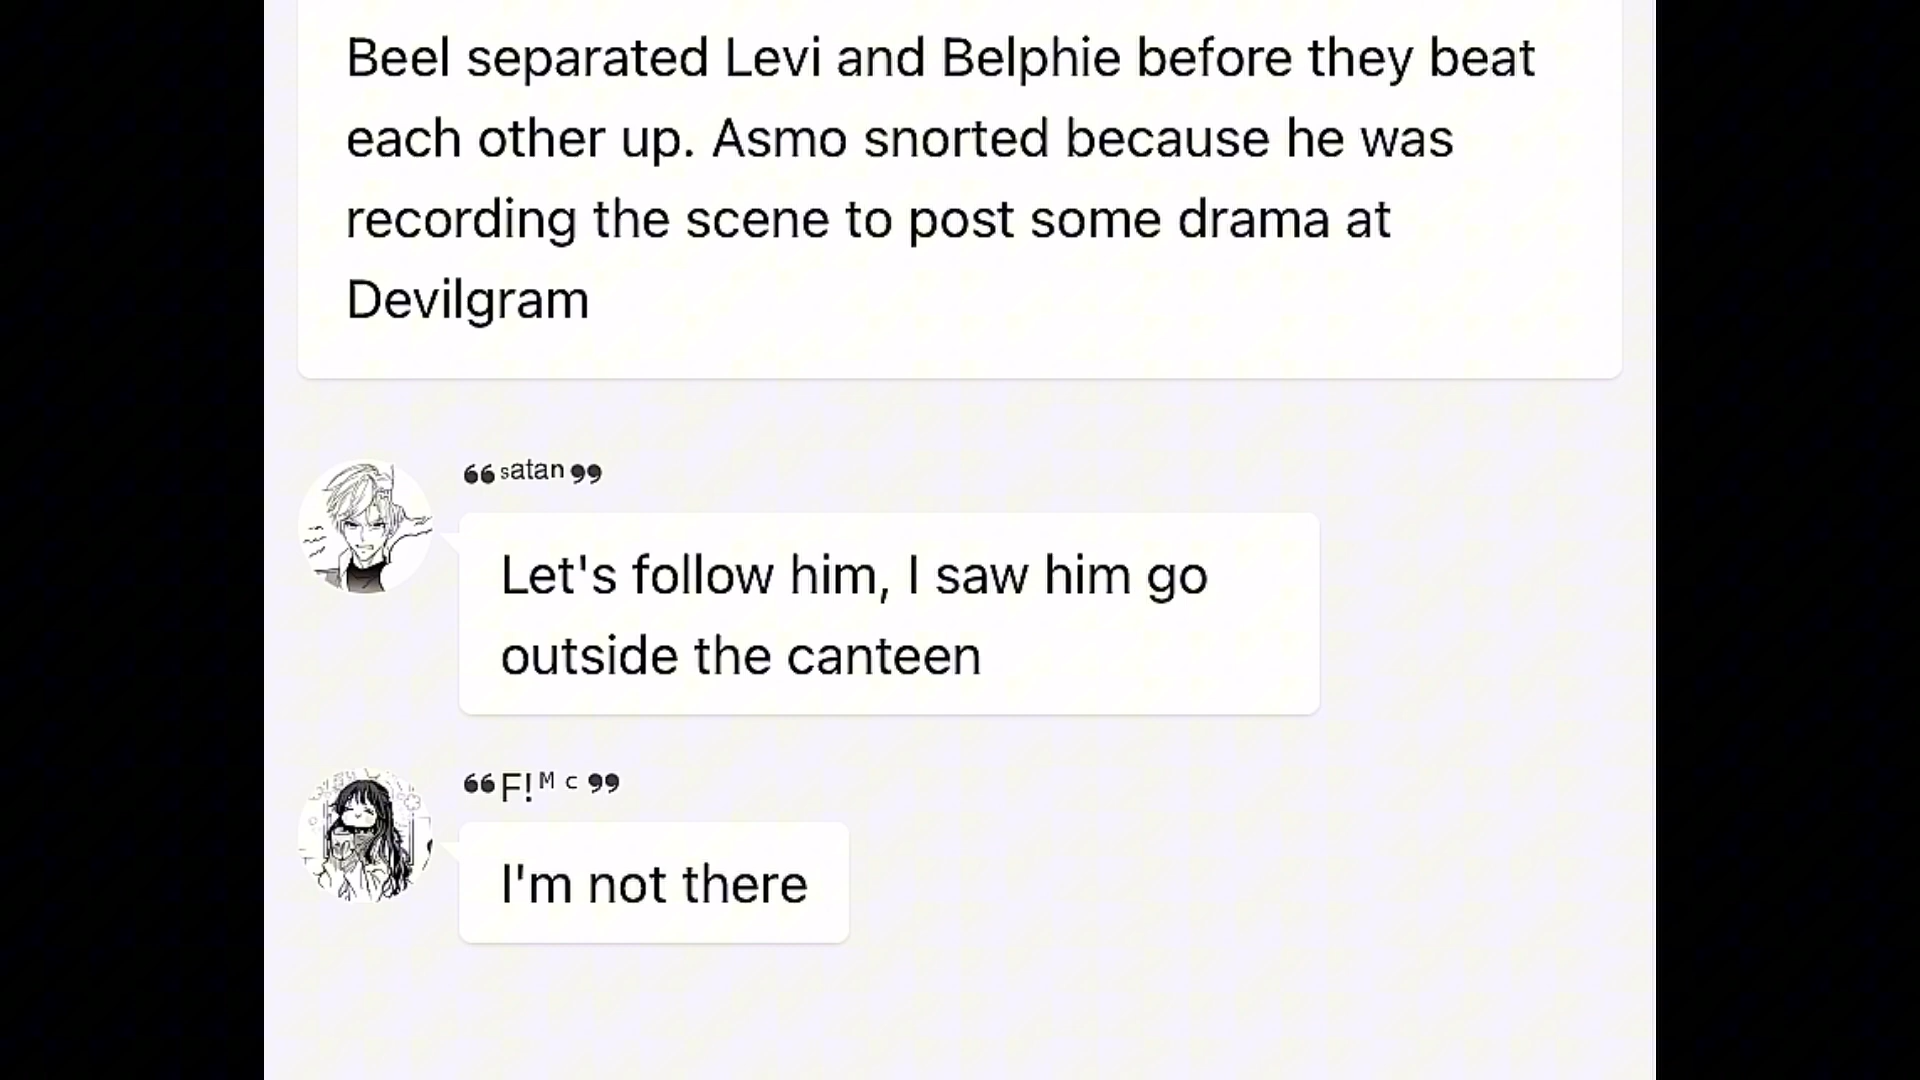 Beel separated Levi and Belphie before they beat
each other up. Asmo snorted because he was
recording the scene to post some drama at
Devilgram
❝ˢᵃᵗᵃⁿ❞
Let's follow him, I saw him go
outside the canteen
❝F!ᴹ ᶜ❞
I'm not there